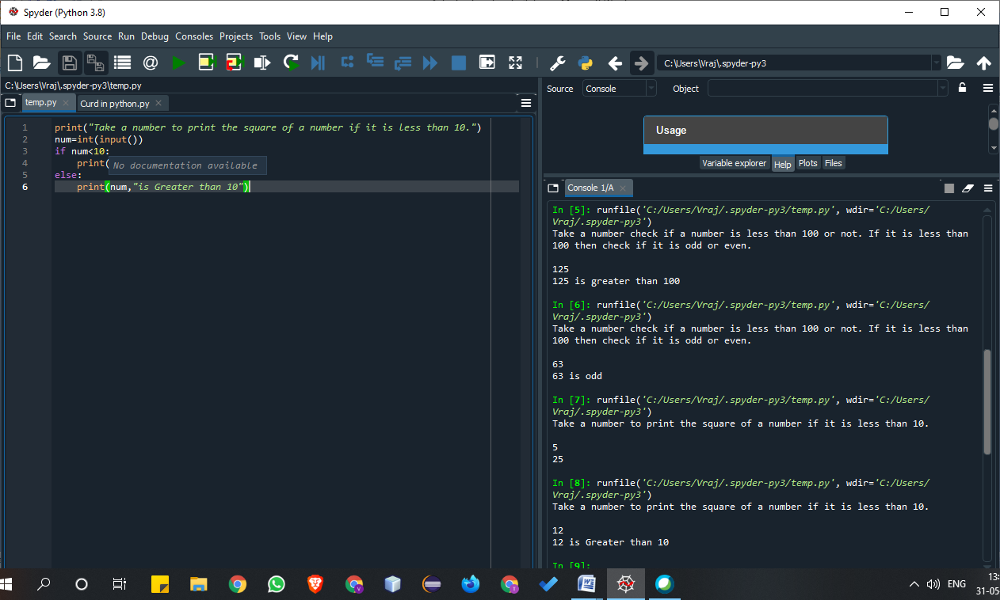 Spyder (Python 3.8)
File Edit Search Source Run Debug Consoles Projects Tools View Help
C:\Users\Vraj\.spyder-py3
C:\Users\Vraj\.spyder-py3\temp.py
temp.py
Curd in python.py
1 print("Take a number to print the square of a number if it is less than 10.")
2 num=int(input())
3 if num<10:
4 print(
No documentation available
5 else:
6 print(num,"is Greater than 10")
Source Console Object
Usage
Variable explorer Help Plots Files
Console 1/A
In [5]: runfile('C:/Users/Vraj/.spyder-py3/temp.py', wdir='C:/Users/
Vraj/.spyder-py3')
Take a number check if a number is less than 100 or not. If it is less than
100 then check if it is odd or even.
125
125 is greater than 100
In [6]: runfile('C:/Users/Vraj/.spyder-py3/temp.py', wdir='C:/Users/
Vraj/.spyder-py3')
Take a number check if a number is less than 100 or not. If it is less than
100 then check if it is odd or even.
63
63 is odd
In [7]: runfile('C:/Users/Vraj/.spyder-py3/temp.py', wdir='C:/Users/
Vraj/.spyder-py3')
Take a number to print the square of a number if it is less than 10.
5
25
In [8]: runfile('C:/Users/Vraj/.spyder-py3/temp.py', wdir='C:/Users/
Vraj/.spyder-py3')
Take a number to print the square of a number if it is less than 10.
12
12 is Greater than 10
In [9]:
ENG
13:
31-05